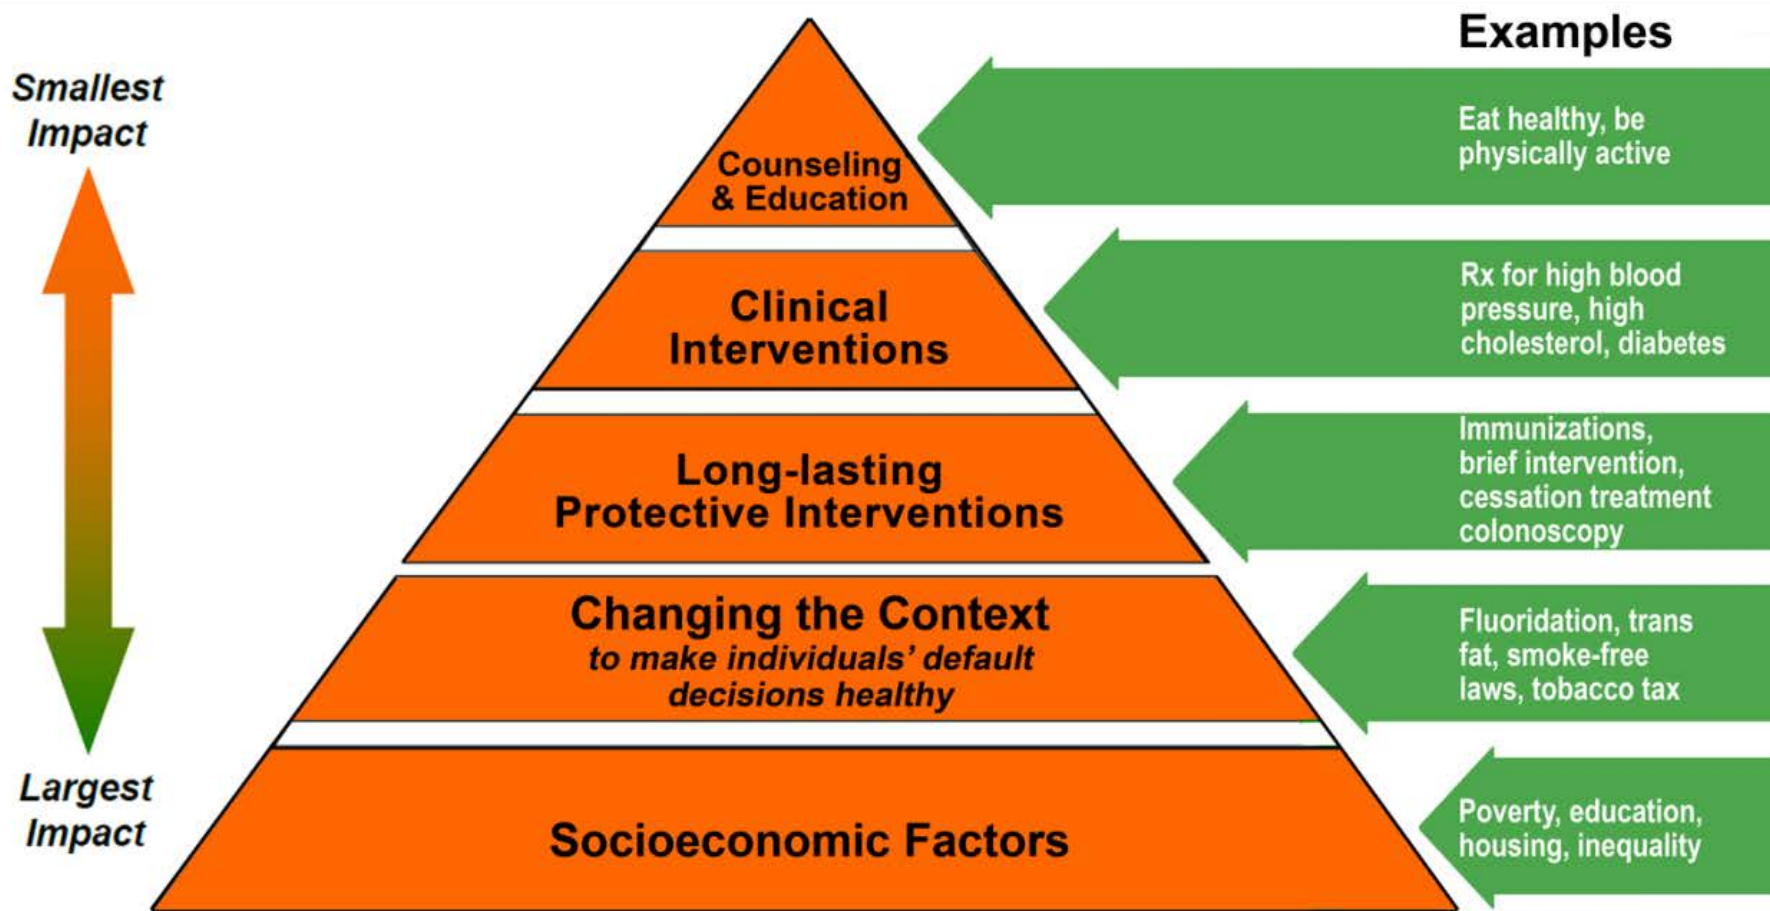 Examples
Smallest
Impact
Counseling
& Education
Eat healthy, be
physically active
Clinical
Interventions
Rx for high blood
pressure, high
cholesterol, diabetes
Long-lasting
Protective Interventions
Immunizations,
brief intervention,
cessation treatment
colonoscopy
Changing the Context
to make individuals’ default
decisions healthy
Fluoridation, trans
fat, smoke-free
laws, tobacco tax
Largest
Impact
Socioeconomic Factors
Poverty, education,
housing, inequality